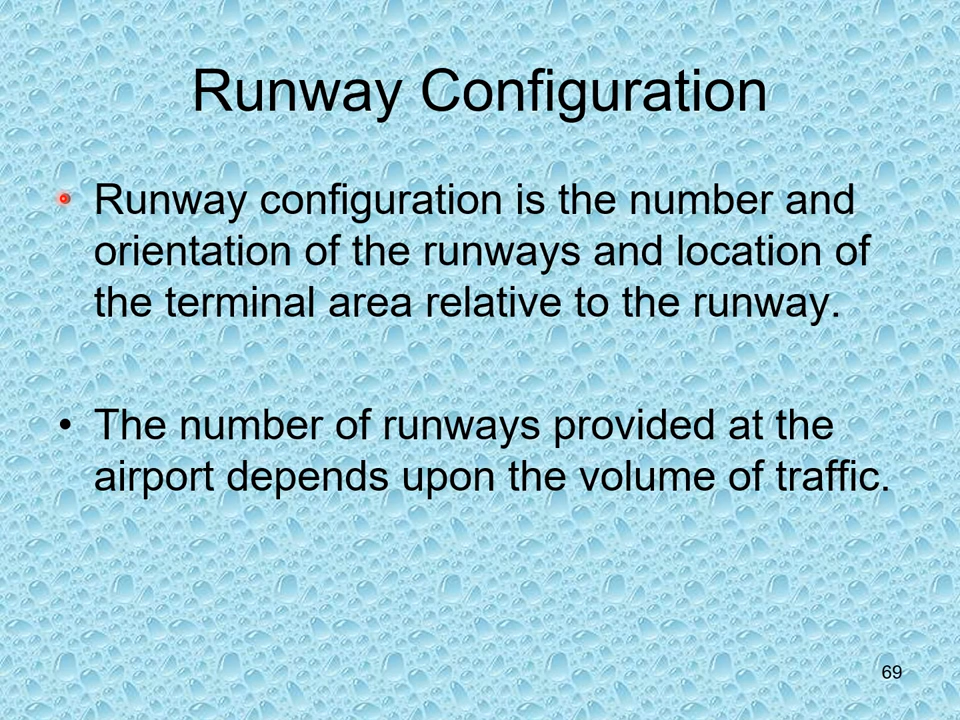 Runway Configuration
• Runway configuration is the number and
orientation of the runways and location of
the terminal area relative to the runway.
• The number of runways provided at the
airport depends upon the volume of traffic.
69